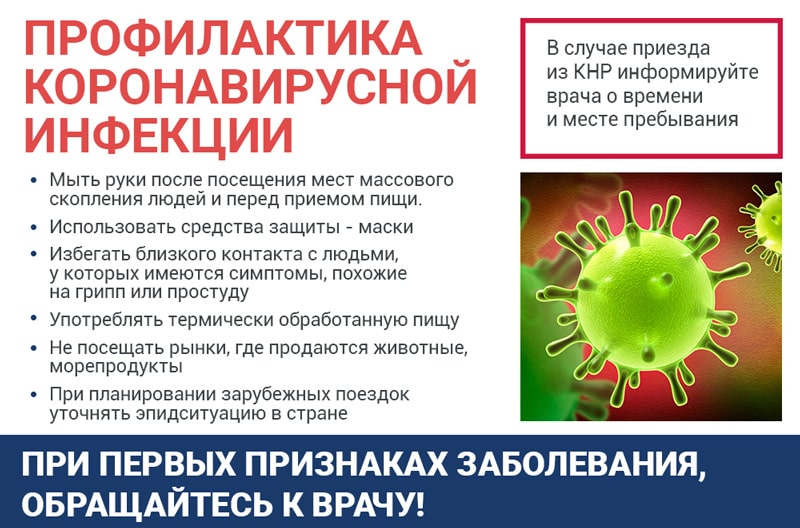 ПРОФИЛАКТИКА
КОРОНАВИРУСНОЙ
ИНФЕКЦИИ
• Мыть руки после посещения мест массового
скопления людей и перед приемом пищи.
• Использовать средства защиты - маски
• Избегать близкого контакта с людьми,
у которых имеются симптомы, похожие
на грипп или простуду
• Употреблять термически обработанную пищу
• Не посещать рынки, где продаются животные,
морепродукты
• При планировании зарубежных поездок
уточнять эпидситуацию в стране
В случае приезда
из КНР информируйте
врача о времени
и месте пребывания
ПРИ ПЕРВЫХ ПРИЗНАКАХ ЗАБОЛЕВАНИЯ,
ОБРАЩАЙТЕСЬ К ВРАЧУ!